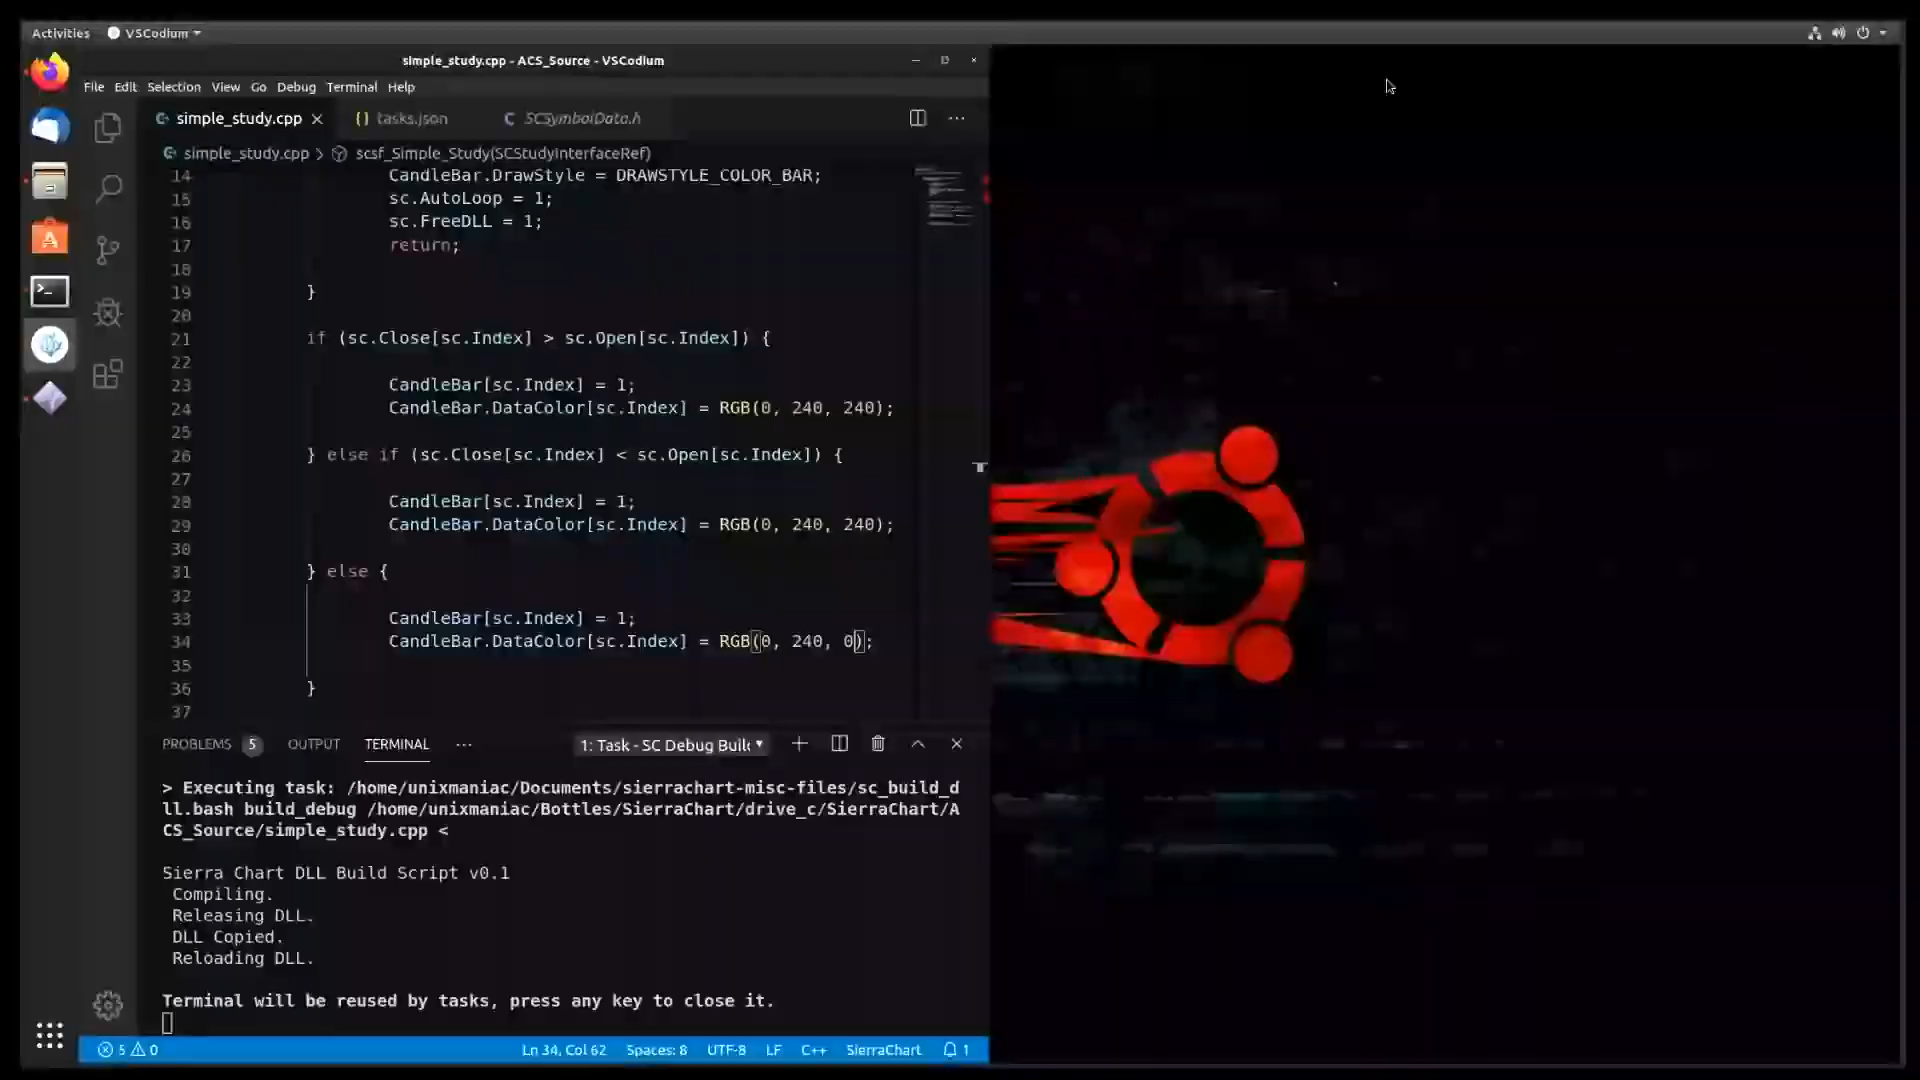 Activities VSCodium
simple_study.cpp - ACS_Source - VSCodium
File Edit Selection View Go Debug Terminal Help
simple_study.cpp tasks.json SCSymbolData.h
simple_study.cpp > scsf_Simple_Study(SCStudyInterfaceRef)
14 CandleBar.DrawStyle = DRAWSTYLE_COLOR_BAR;
15 sc.AutoLoop = 1;
16 sc.FreeDLL = 1;
17 return;
18
19 }
20
21 if (sc.Close[sc.Index] > sc.Open[sc.Index]) {
22
23 CandleBar[sc.Index] = 1;
24 CandleBar.DataColor[sc.Index] = RGB(0, 240, 240);
25
26 } else if (sc.Close[sc.Index] < sc.Open[sc.Index]) {
27
28 CandleBar[sc.Index] = 1;
29 CandleBar.DataColor[sc.Index] = RGB(0, 240, 240);
30
31 } else {
32
33 CandleBar[sc.Index] = 1;
34 CandleBar.DataColor[sc.Index] = RGB(0, 240, 0);
35
36 }
37
PROBLEMS 5 OUTPUT TERMINAL ··· 1: Task - SC Debug Build
> Executing task: /home/unixmaniac/Documents/sierrachart-misc-files/sc_build_d
ll.bash build_debug /home/unixmaniac/Bottles/SierraChart/drive_c/SierraChart/A
CS_Source/simple_study.cpp <
Sierra Chart DLL Build Script v0.1
Compiling.
Releasing DLL.
DLL Copied.
Reloading DLL.
Terminal will be reused by tasks, press any key to close it.
5 0 Ln 34, Col 62 Spaces: 8 UTF-8 LF C++ SierraChart 1